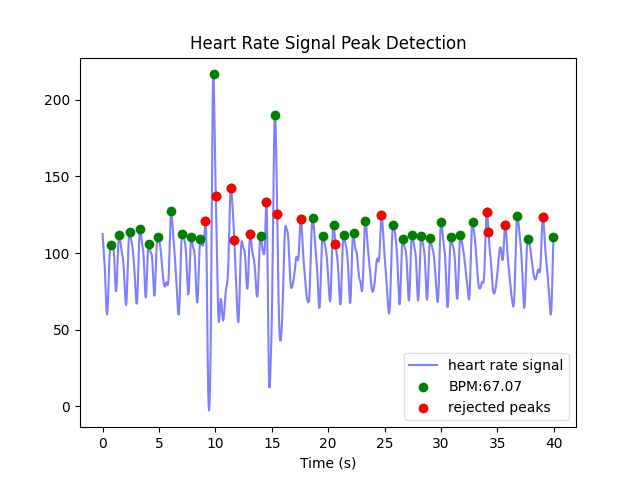 Heart Rate Signal Peak Detection
200
150
100
50
0
heart rate signal
BPM:67.07
rejected peaks
0 5 10 15 20 25 30 35 40
Time (s)